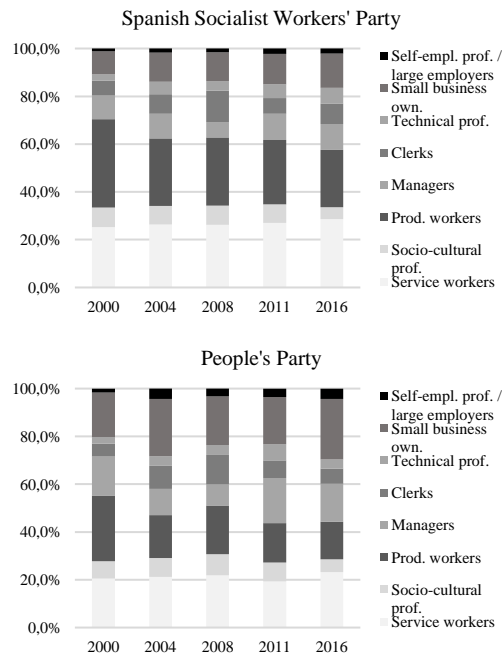 Spanish Socialist Workers' Party
100,0%
80,0%
60,0%
40,0%
20,0%
0,0%
2000 2004 2008 2011 2016
Self-empl. prof. /
large employers
Small business
own.
Technical prof.
Clerks
Managers
Prod. workers
Socio-cultural
prof.
Service workers
People's Party
100,0%
80,0%
60,0%
40,0%
20,0%
0,0%
2000 2004 2008 2011 2016
Self-empl. prof. /
large employers
Small business
own.
Technical prof.
Clerks
Managers
Prod. workers
Socio-cultural
prof.
Service workers